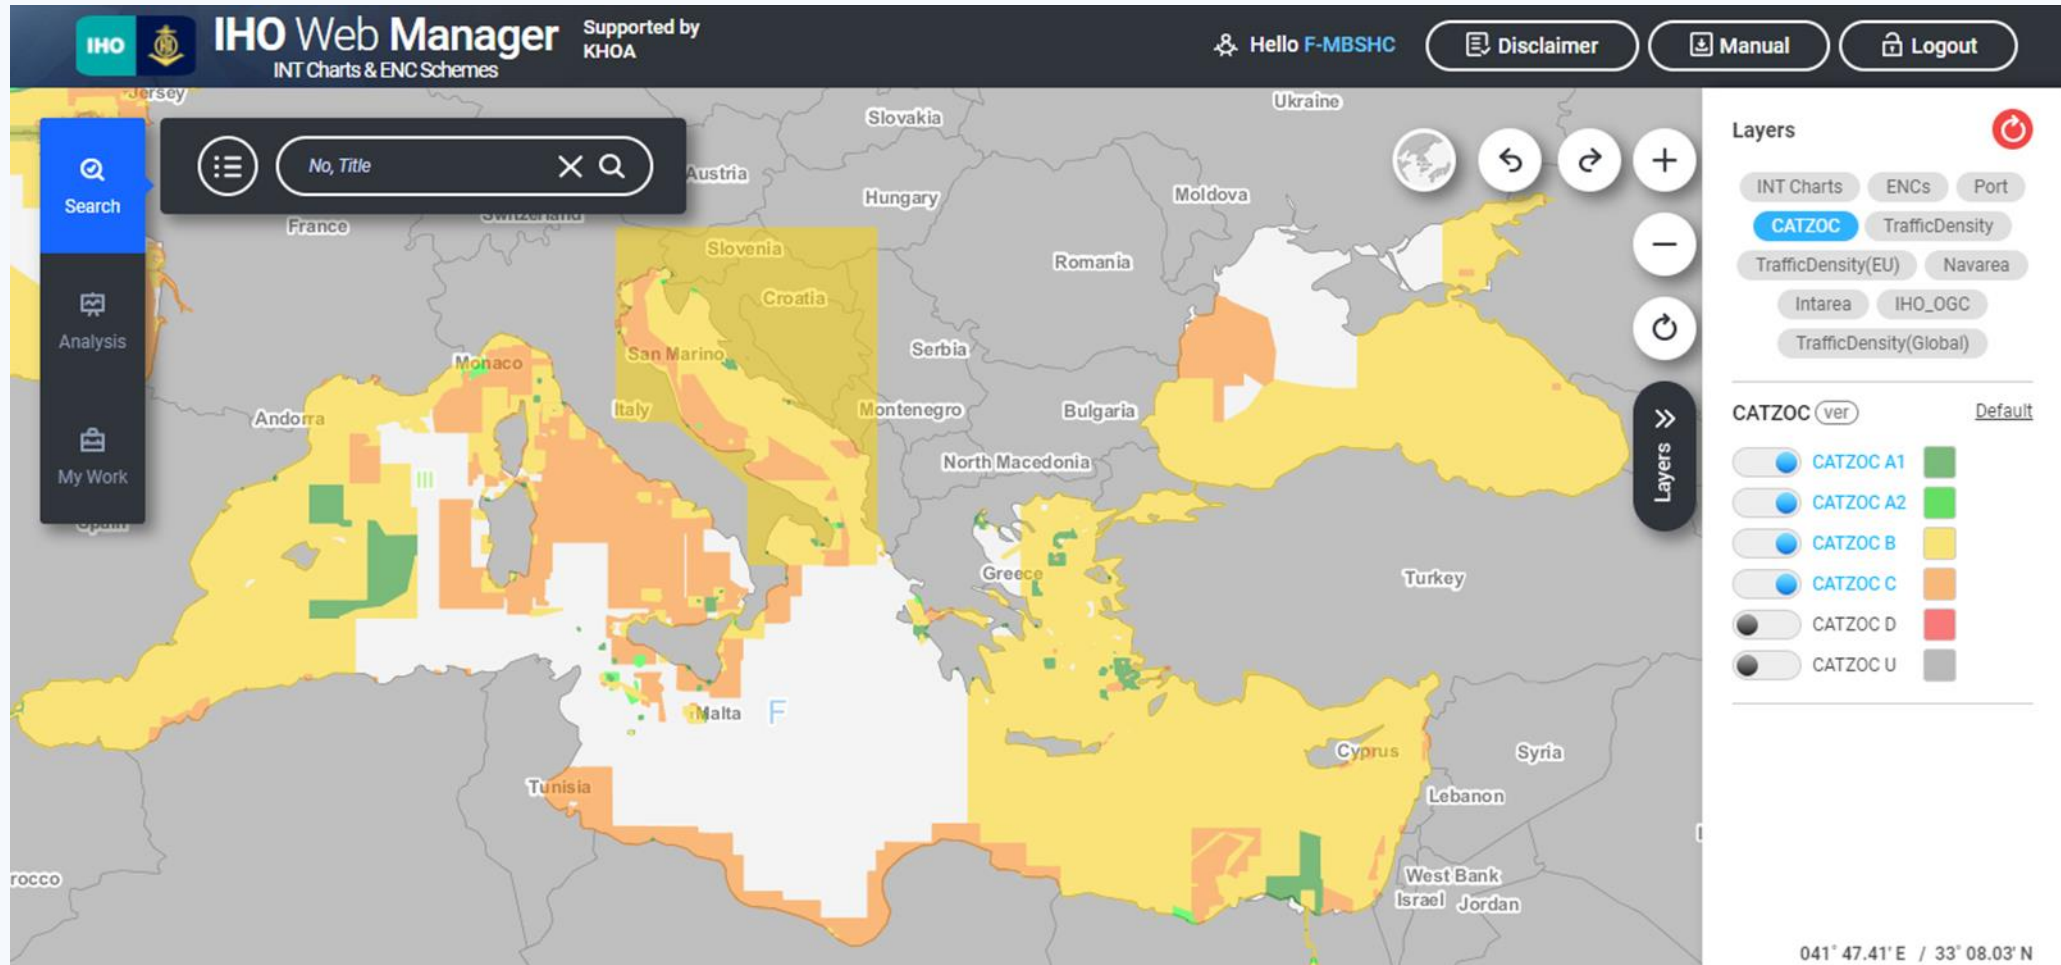 IHO
IHO Web Manager
INT Charts & ENC Schemes
Supported by
KHOA
Hello F-MBSHC
Disclaimer
Manual
Logout
Search
Analysis
My Work
No, Title
Jersey
Slovakia
Ukraine
Austria
Hungary
Moldova
Switzerland
France
Slovenia
Romania
Croatia
San Marino
Serbia
Monaco
Andorra
Italy
Montenegro
Bulgaria
North Macedonia
III
Spain
Greece
Turkey
Malta
F
Tunisia
Cyprus
Syria
Lebanon
rocco
West Bank
Israel
Jordan
Layers
Layers
INT Charts
ENCs
Port
CATZOC
TrafficDensity
TrafficDensity(EU)
Navarea
Intarea
IHO_OGC
TrafficDensity(Global)
CATZOC ver
Default
CATZOC A1
CATZOC A2
CATZOC B
CATZOC C
CATZOC D
CATZOC U
041° 47.41' E / 33° 08.03' N